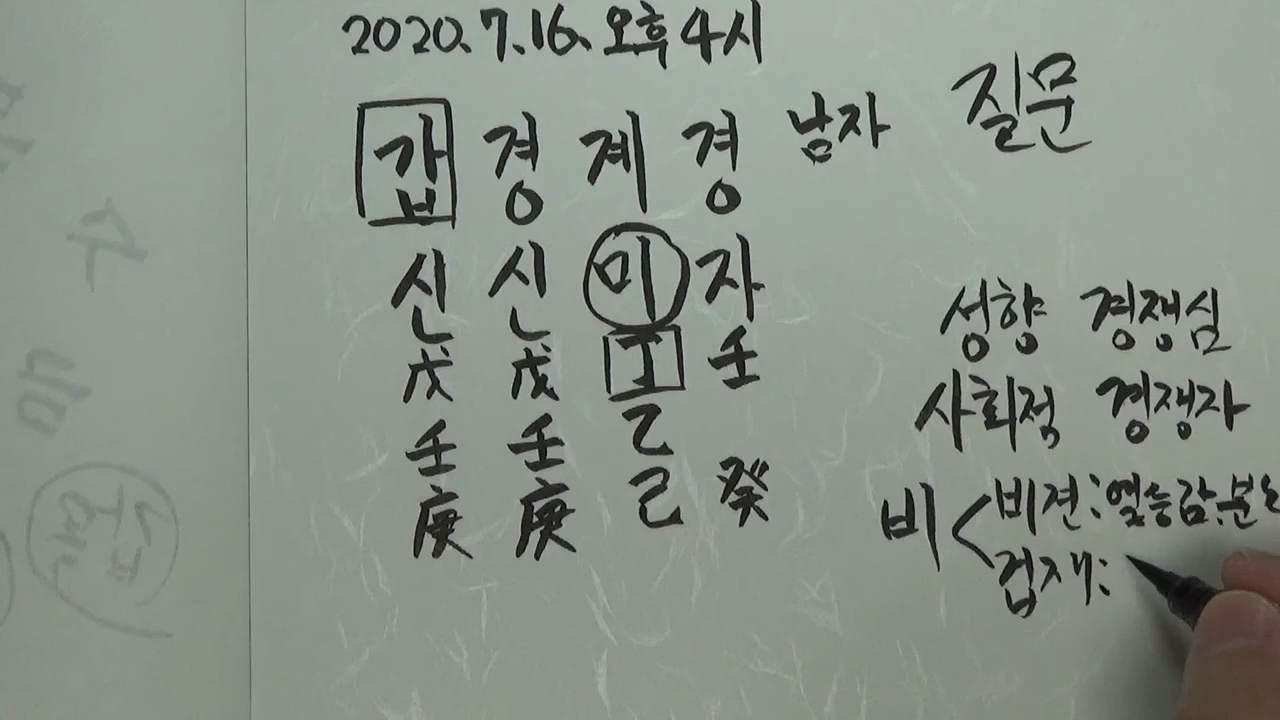 2020.7.16.오후4시
갑 경 계 경 남자 질문
신 신 미 자
戊 戊 丁 壬
壬 壬 乙
庚 庚 己 癸
성향 경쟁심
사회적 경쟁자
비 < 비견: 열등감.분노
겁재: